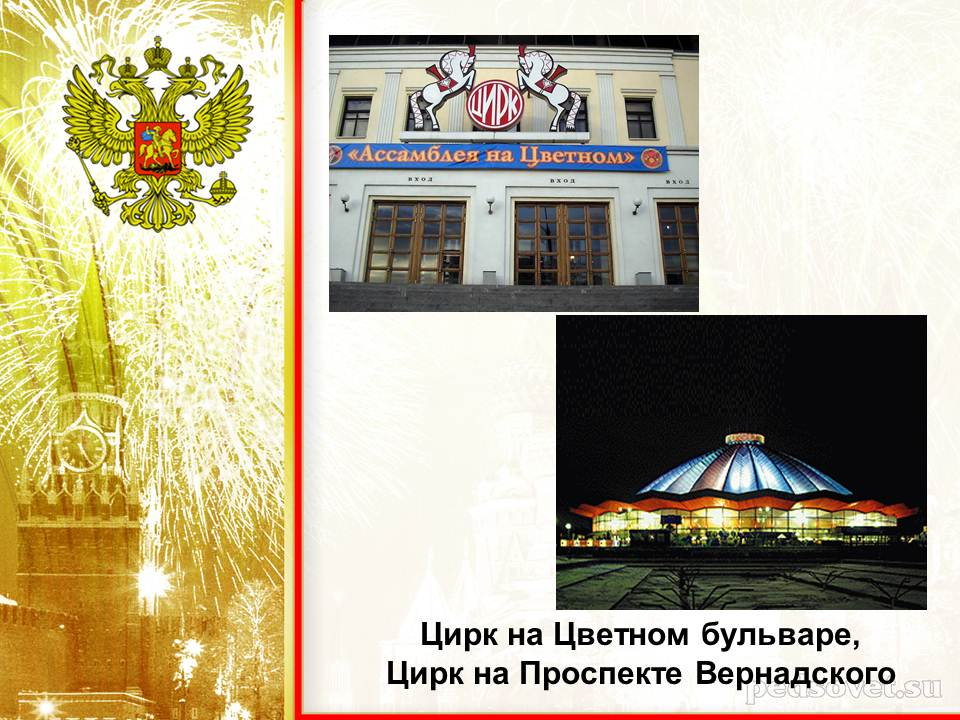 ЦИРК
«Ассамблея на Цветном»
ВХОД
ВХОД
ВХОД
Цирк на Цветном бульваре,
Цирк на Проспекте Вернадского
pedsovet.su